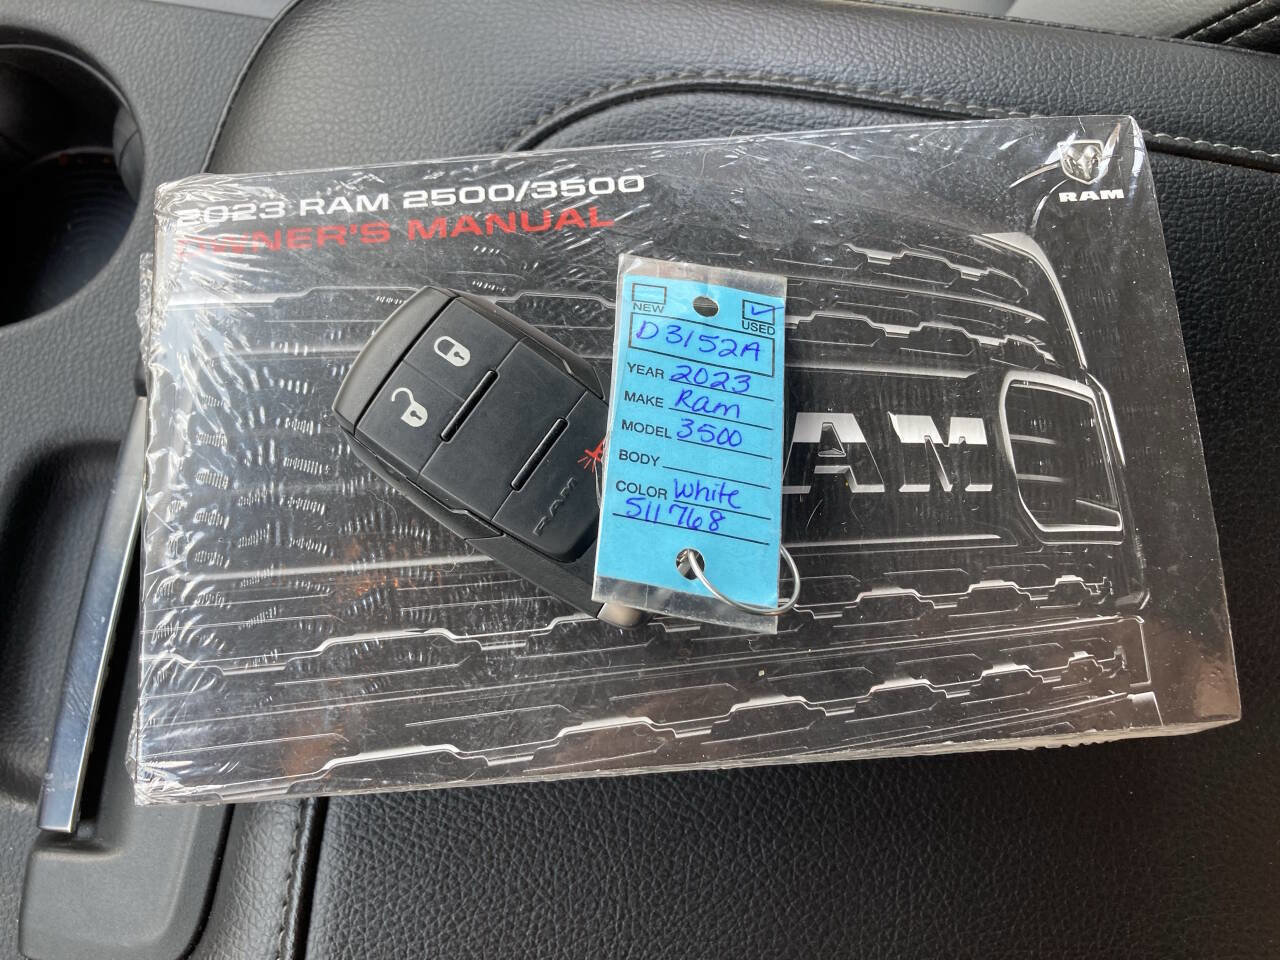 2023 RAM 2500/3500
OWNER'S MANUAL
RAM
NEW
USED
D3152A
YEAR 2023
MAKE Ram
MODEL 3500
BODY
COLOR White
511768
RAM
AM